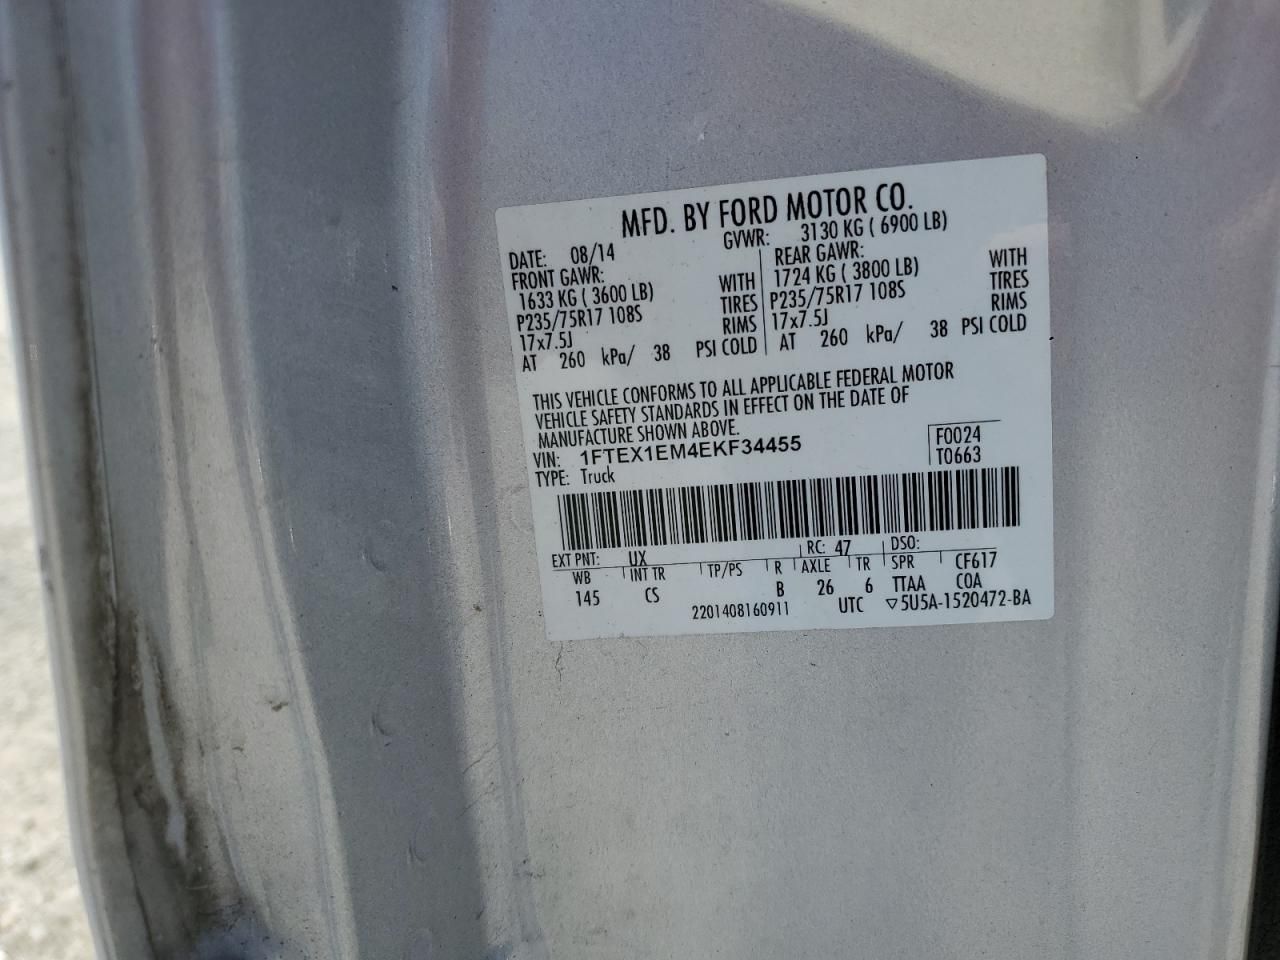 MFD. BY FORD MOTOR CO.
DATE: 08/14 GVWR: 3130 KG ( 6900 LB)
FRONT GAWR: REAR GAWR:
1633 KG ( 3600 LB) WITH 1724 KG ( 3800 LB) WITH
P235/75R17 108S TIRES P235/75R17 108S TIRES
17x7.5J RIMS 17x7.5J RIMS
AT 260 kPa/ 38 PSI COLD AT 260 kPa/ 38 PSI COLD
THIS VEHICLE CONFORMS TO ALL APPLICABLE FEDERAL MOTOR
VEHICLE SAFETY STANDARDS IN EFFECT ON THE DATE OF
MANUFACTURE SHOWN ABOVE.
VIN: 1FTEX1EM4EKF34455 F0024
TYPE: Truck T0663
EXT PNT: UX RC: 47 DSO:
WB INT TR TP/PS R AXLE TR SPR CF617
145 CS B 26 6 TTAA COA
2201408160911 UTC ▽5U5A-1520472-BA